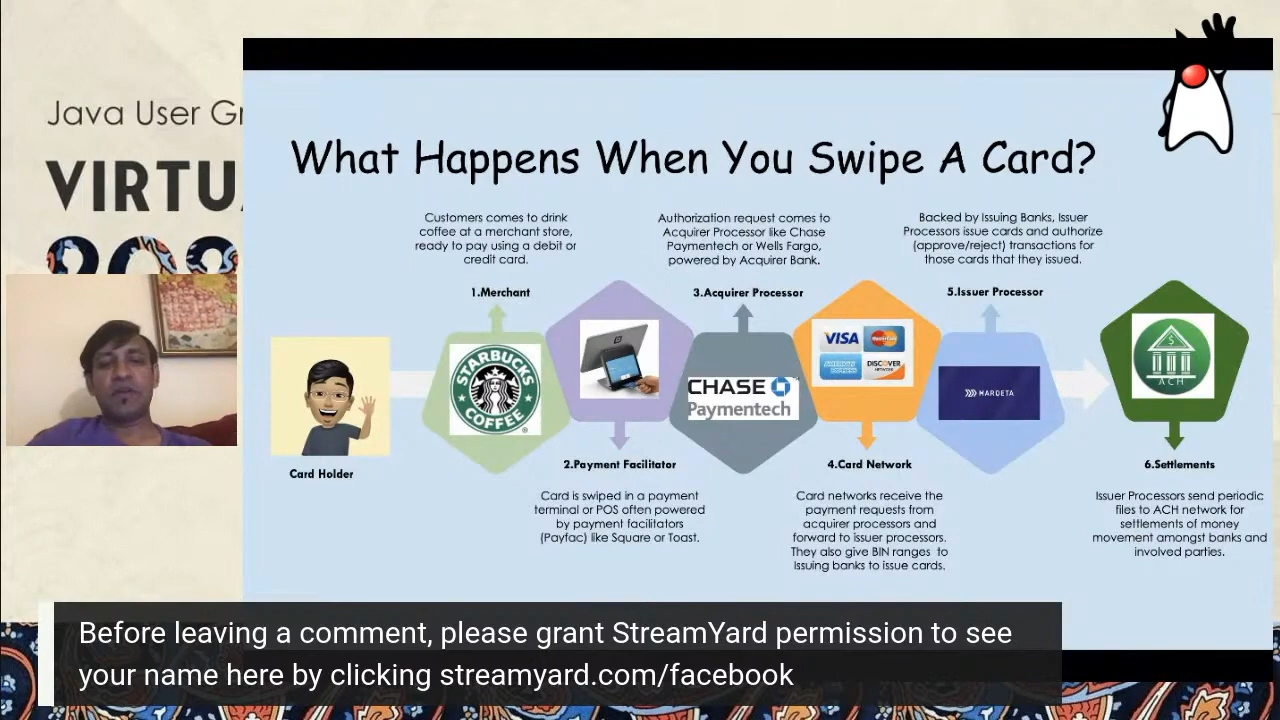 Java User Gr
VIRTUA
What Happens When You Swipe A Card?
Customers comes to drink
coffee at a merchant store,
ready to pay using a debit or
credit card.
Authorization request comes to
Acquirer Processor like Chase
Paymentech or Wells Fargo,
powered by Acquirer Bank.
Backed by Issuing Banks, Issuer
Processors issue cards and authorize
(approve/reject) transactions for
those cards that they issued.
1.Merchant
3.Acquirer Processor
5.Issuer Processor
STARBUCKS
COFFEE
CHASE
Paymentech
VISA
MasterCard
DISCOVER
NETWORK
MARQETA
ACH
Card Holder
2.Payment Facilitator
4.Card Network
6.Settlements
Card is swiped in a payment
terminal or POS often powered
by payment facilitators
(Payfac) like Square or Toast.
Card networks receive the
payment requests from
acquirer processors and
forward to issuer processors.
They also give BIN ranges to
Issuing banks to issue cards.
Issuer Processors send periodic
files to ACH network for
settlements of money
movement amongst banks and
involved parties.
Before leaving a comment, please grant StreamYard permission to see
your name here by clicking streamyard.com/facebook